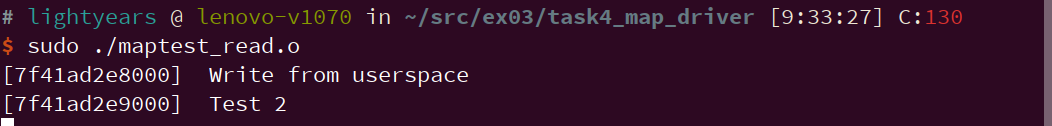 # lightyears @ lenovo-v1070 in ~/src/ex03/task4_map_driver [9:33:27] C:130
$ sudo ./maptest_read.o
[7f41ad2e8000]  Write from userspace
[7f41ad2e9000]  Test 2